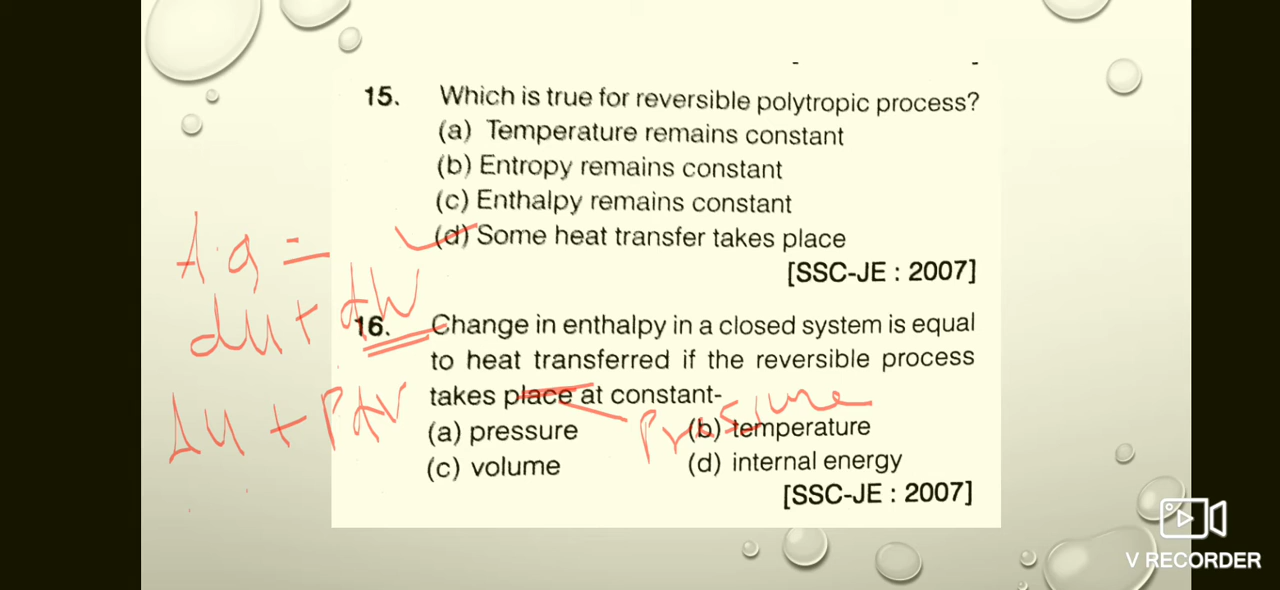 15. Which is true for reversible polytropic process?
(a) Temperature remains constant
(b) Entropy remains constant
(c) Enthalpy remains constant
(d) Some heat transfer takes place
[SSC-JE : 2007]
du + dW
16. Change in enthalpy in a closed system is equal
to heat transferred if the reversible process
takes place at constant-
Pressure
(a) pressure (b) temperature
(c) volume (d) internal energy
[SSC-JE : 2007]
V RECORDER